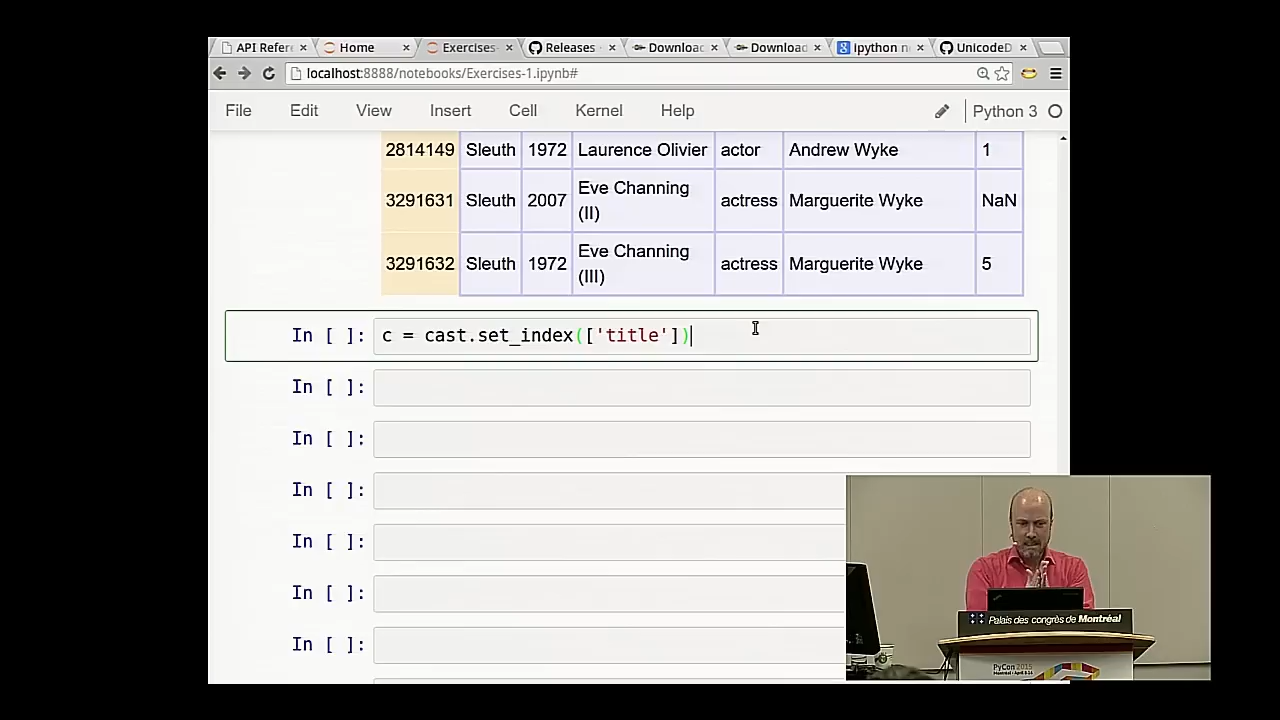 API Refer
Home
Exercises-
Releases
Downloac
Download
ipython n
UnicodeD
localhost:8888/notebooks/Exercises-1.ipynb#
File Edit View Insert Cell Kernel Help Python 3
2814149 Sleuth 1972 Laurence Olivier actor Andrew Wyke 1
3291631 Sleuth 2007 Eve Channing (II) actress Marguerite Wyke NaN
3291632 Sleuth 1972 Eve Channing (III) actress Marguerite Wyke 5
In [ ]: c = cast.set_index(['title'])
In [ ]:
In [ ]:
In [ ]:
In [ ]:
In [ ]:
In [ ]:
Palais des congrès de Montréal
PyCon 2015